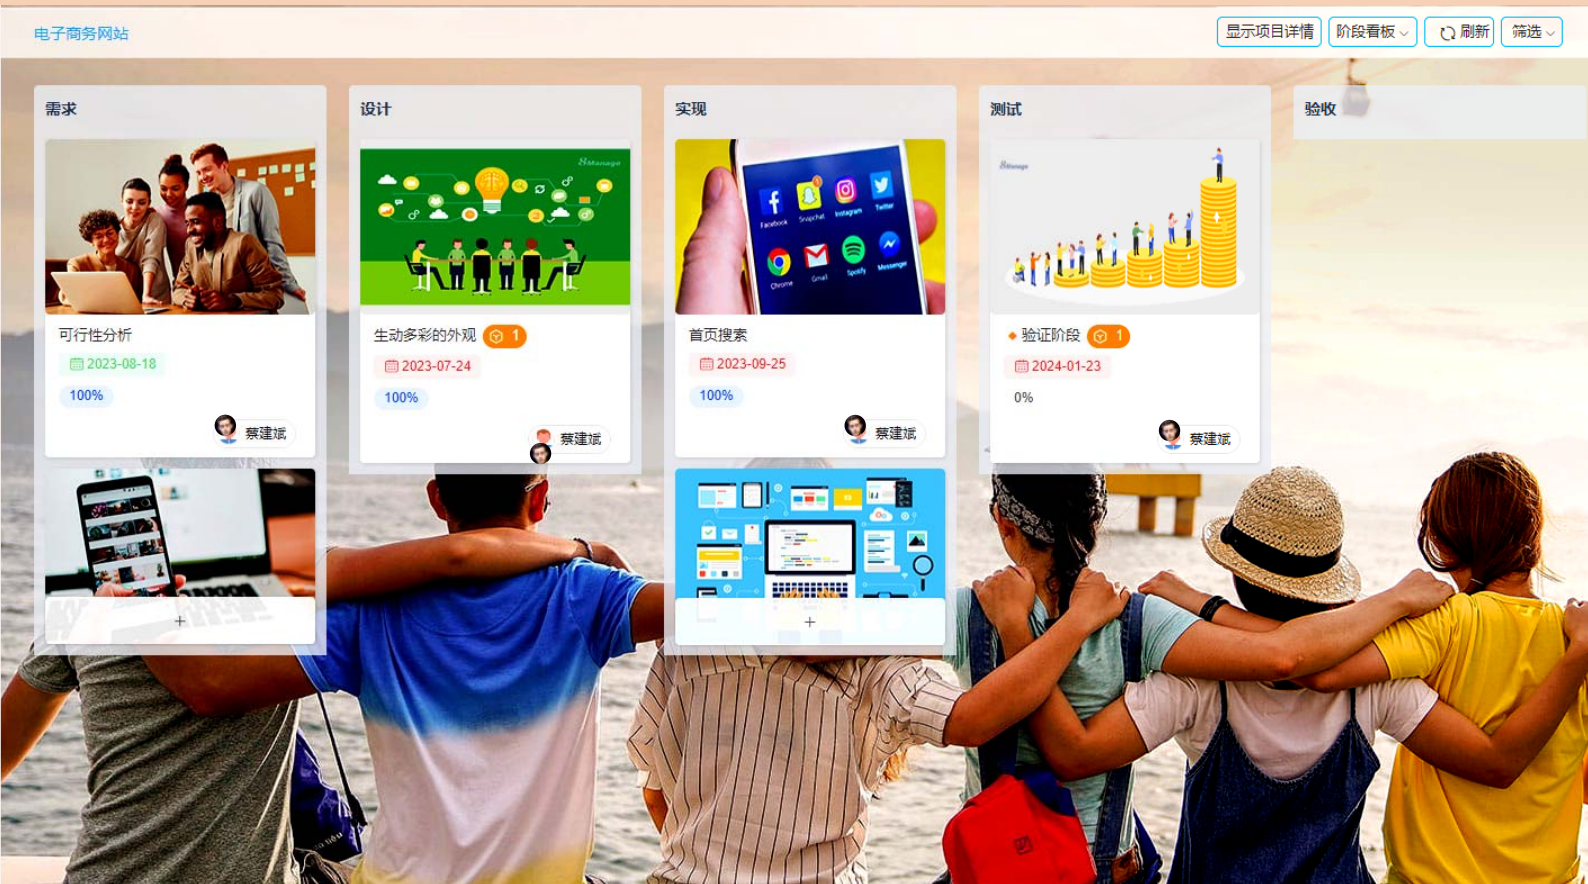 电子商务网站
显示项目详情
阶段看板
刷新
筛选
需求
可行性分析
2023-08-18
100%
蔡建斌
+
设计
8Manage
生动多彩的外观 1
2023-07-24
100%
蔡建斌
实现
Facebook
Snapchat
Instagram
Twitter
Chrome
Gmail
Spotify
Messenger
首页搜索
2023-09-25
100%
蔡建斌
+
测试
8Manage
验证阶段 1
2024-01-23
0%
蔡建斌
验收